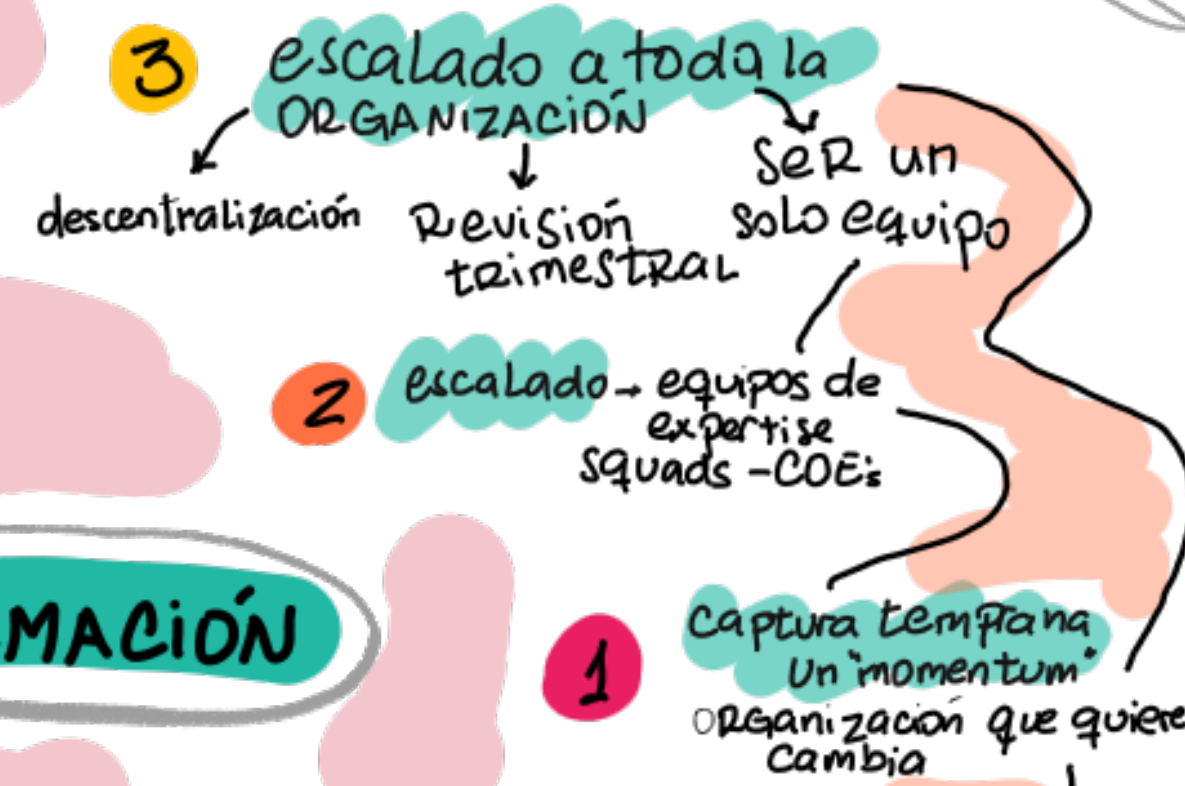 3
escalado a toda la
ORGANIZACIÓN
descentralización
Revisión
trimestral
SeR un
solo equipo
2
escalado → equipos de
expertise
squads - COE's
MACIÓN
1
captura temprana
un "momentum"
ORGanización que quiere
cambia